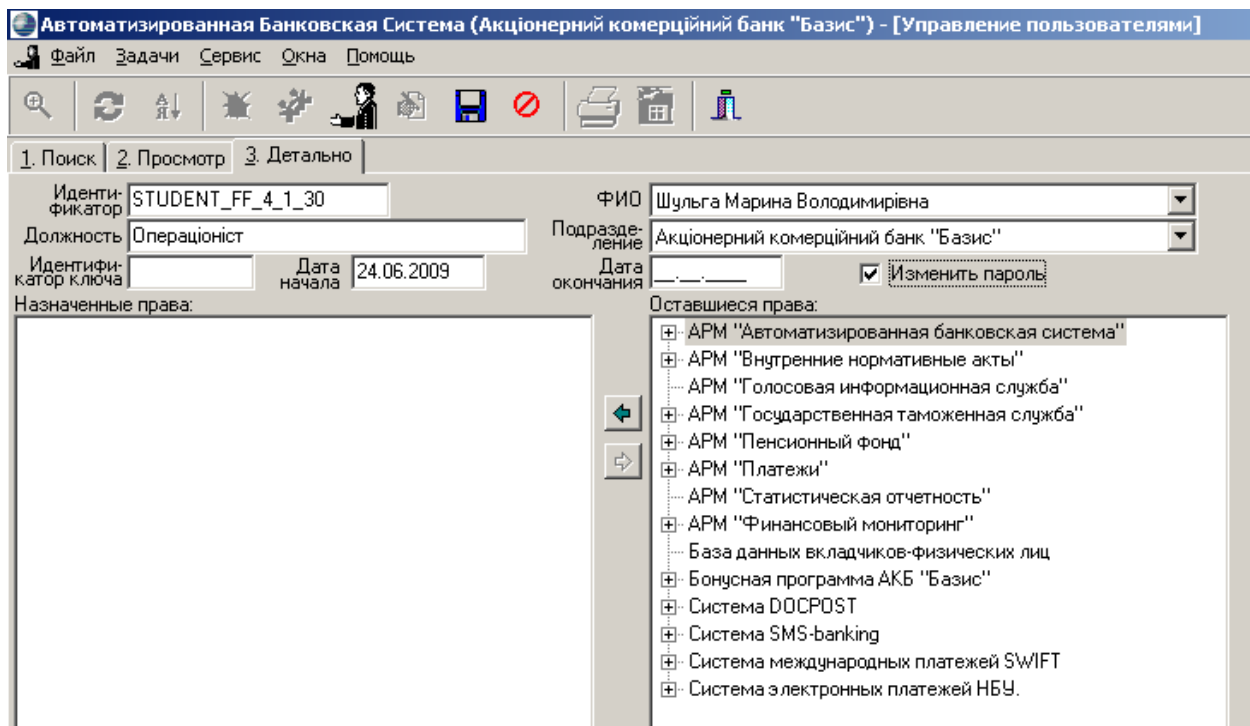 Автоматизированная Банковская Система (Акціонерний комерційний банк "Базис") - [Управление пользователями]
Файл Задачи Сервис Окна Помощь
1. Поиск 2. Просмотр 3. Детально
Иденти-фикатор STUDENT_FF_4_1_30 ФИО Шульга Марина Володимирівна
Должность Операціоніст Подразде-ление Акціонерний комерційний банк "Базис"
Идентифи-катор ключа Дата начала 24.06.2009 Дата окончания __.__.____ Изменить пароль
Назначенные права: Оставшиеся права:
АРМ "Автоматизированная банковская система"
АРМ "Внутренние нормативные акты"
АРМ "Голосовая информационная служба"
АРМ "Государственная таможенная служба"
АРМ "Пенсионный фонд"
АРМ "Платежи"
АРМ "Статистическая отчетность"
АРМ "Финансовый мониторинг"
База данных вкладчиков-физических лиц
Бонусная программа АКБ "Базис"
Система DOCPOST
Система SMS-banking
Система международных платежей SWIFT
Система электронных платежей НБУ.